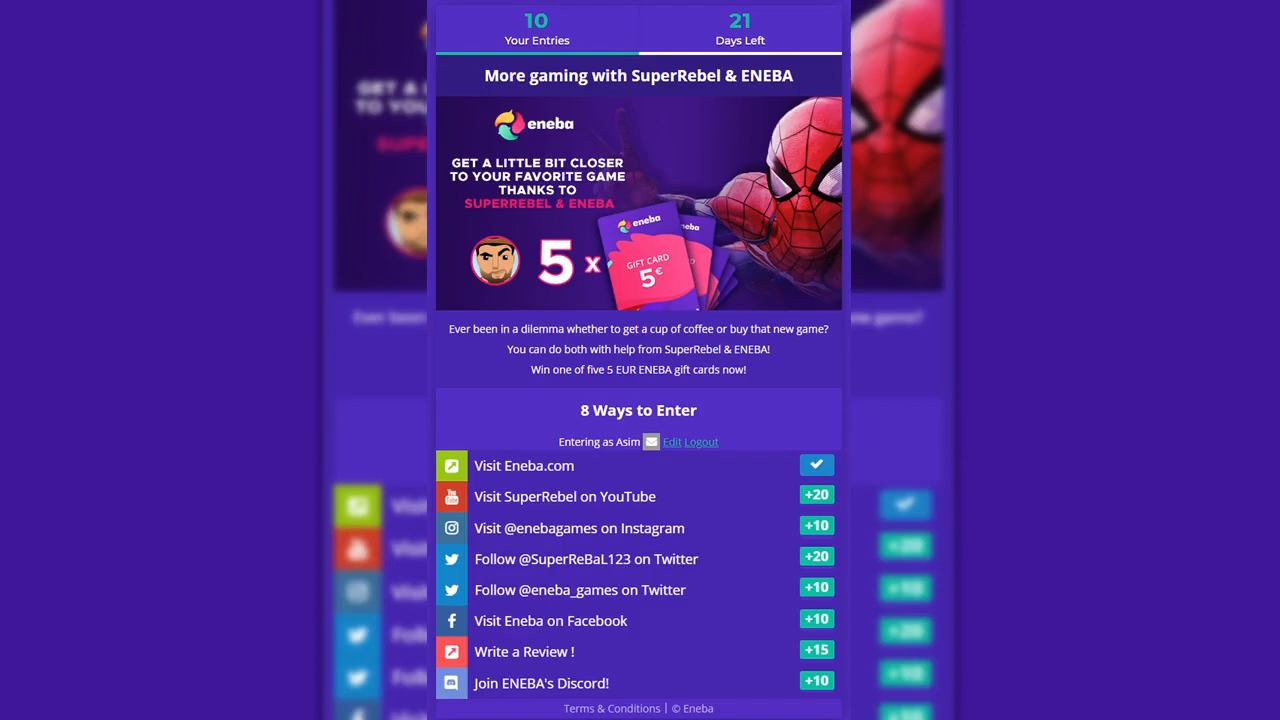 10
Your Entries
21
Days Left
More gaming with SuperRebel & ENEBA
eneba
GET A LITTLE BIT CLOSER
TO YOUR FAVORITE GAME
THANKS TO
SUPERREBEL & ENEBA
5 x
eneba
GIFT CARD
5€
Ever been in a dilemma whether to get a cup of coffee or buy that new game?
You can do both with help from SuperRebel & ENEBA!
Win one of five 5 EUR ENEBA gift cards now!
8 Ways to Enter
Entering as Asim Edit Logout
Visit Eneba.com
Visit SuperRebel on YouTube +20
Visit @enebagames on Instagram +10
Follow @SuperReBaL123 on Twitter +20
Follow @eneba_games on Twitter +10
Visit Eneba on Facebook +10
Write a Review ! +15
Join ENEBA's Discord! +10
Terms & Conditions | © Eneba